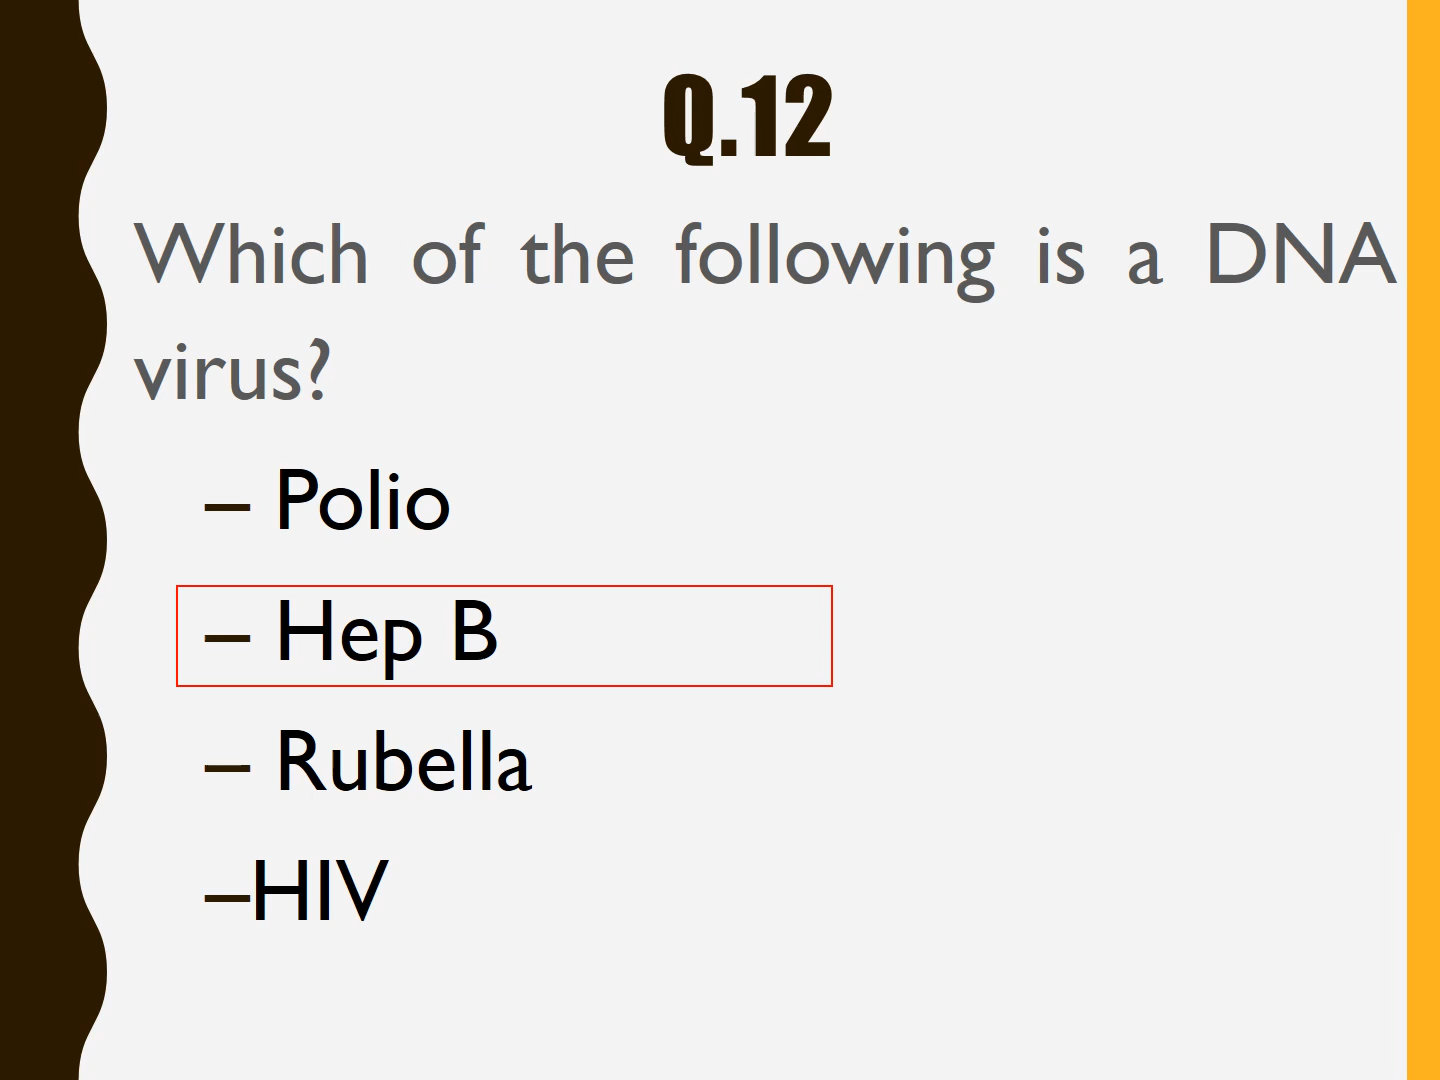 Q.12
Which of the following is a DNA
virus?
– Polio
– Hep B
– Rubella
–HIV